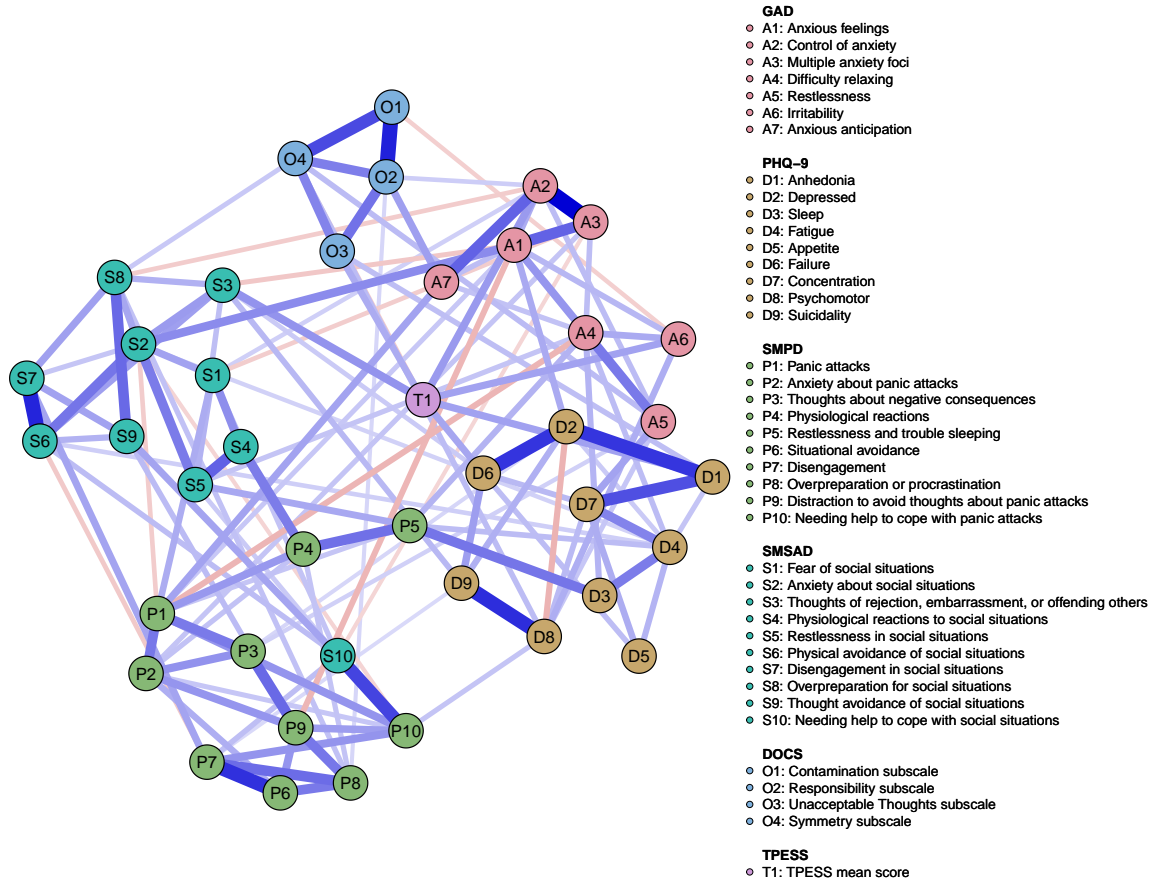 GAD
A1: Anxious feelings
A2: Control of anxiety
A3: Multiple anxiety foci
A4: Difficulty relaxing
A5: Restlessness
A6: Irritability
A7: Anxious anticipation
PHQ−9
D1: Anhedonia
D2: Depressed
D3: Sleep
D4: Fatigue
D5: Appetite
D6: Failure
D7: Concentration
D8: Psychomotor
D9: Suicidality
SMPD
P1: Panic attacks
P2: Anxiety about panic attacks
P3: Thoughts about negative consequences
P4: Physiological reactions
P5: Restlessness and trouble sleeping
P6: Situational avoidance
P7: Disengagement
P8: Overpreparation or procrastination
P9: Distraction to avoid thoughts about panic attacks
P10: Needing help to cope with panic attacks
SMSAD
S1: Fear of social situations
S2: Anxiety about social situations
S3: Thoughts of rejection, embarrassment, or offending others
S4: Physiological reactions to social situations
S5: Restlessness in social situations
S6: Physical avoidance of social situations
S7: Disengagement in social situations
S8: Overpreparation for social situations
S9: Thought avoidance of social situations
S10: Needing help to cope with social situations
DOCS
O1: Contamination subscale
O2: Responsibility subscale
O3: Unacceptable Thoughts subscale
O4: Symmetry subscale
TPESS
T1: TPESS mean score
O1
O4
O2
A2
A3
A1
O3
S8
A7
S3
A4
A6
S2
S7
S1
T1
A5
D2
S9
S6
S4
D6
D1
S5
D7
P5
D4
P4
D9
D3
P1
D8
P3
S10
D5
P2
P9
P10
P7
P8
P6